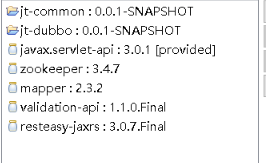 jt-common : 0.0.1-SNAPSHOT
jt-dubbo : 0.0.1-SNAPSHOT
javax.servlet-api : 3.0.1 [provided]
zookeeper : 3.4.7
mapper : 2.3.2
validation-api : 1.1.0.Final
resteasy-jaxrs : 3.0.7.Final